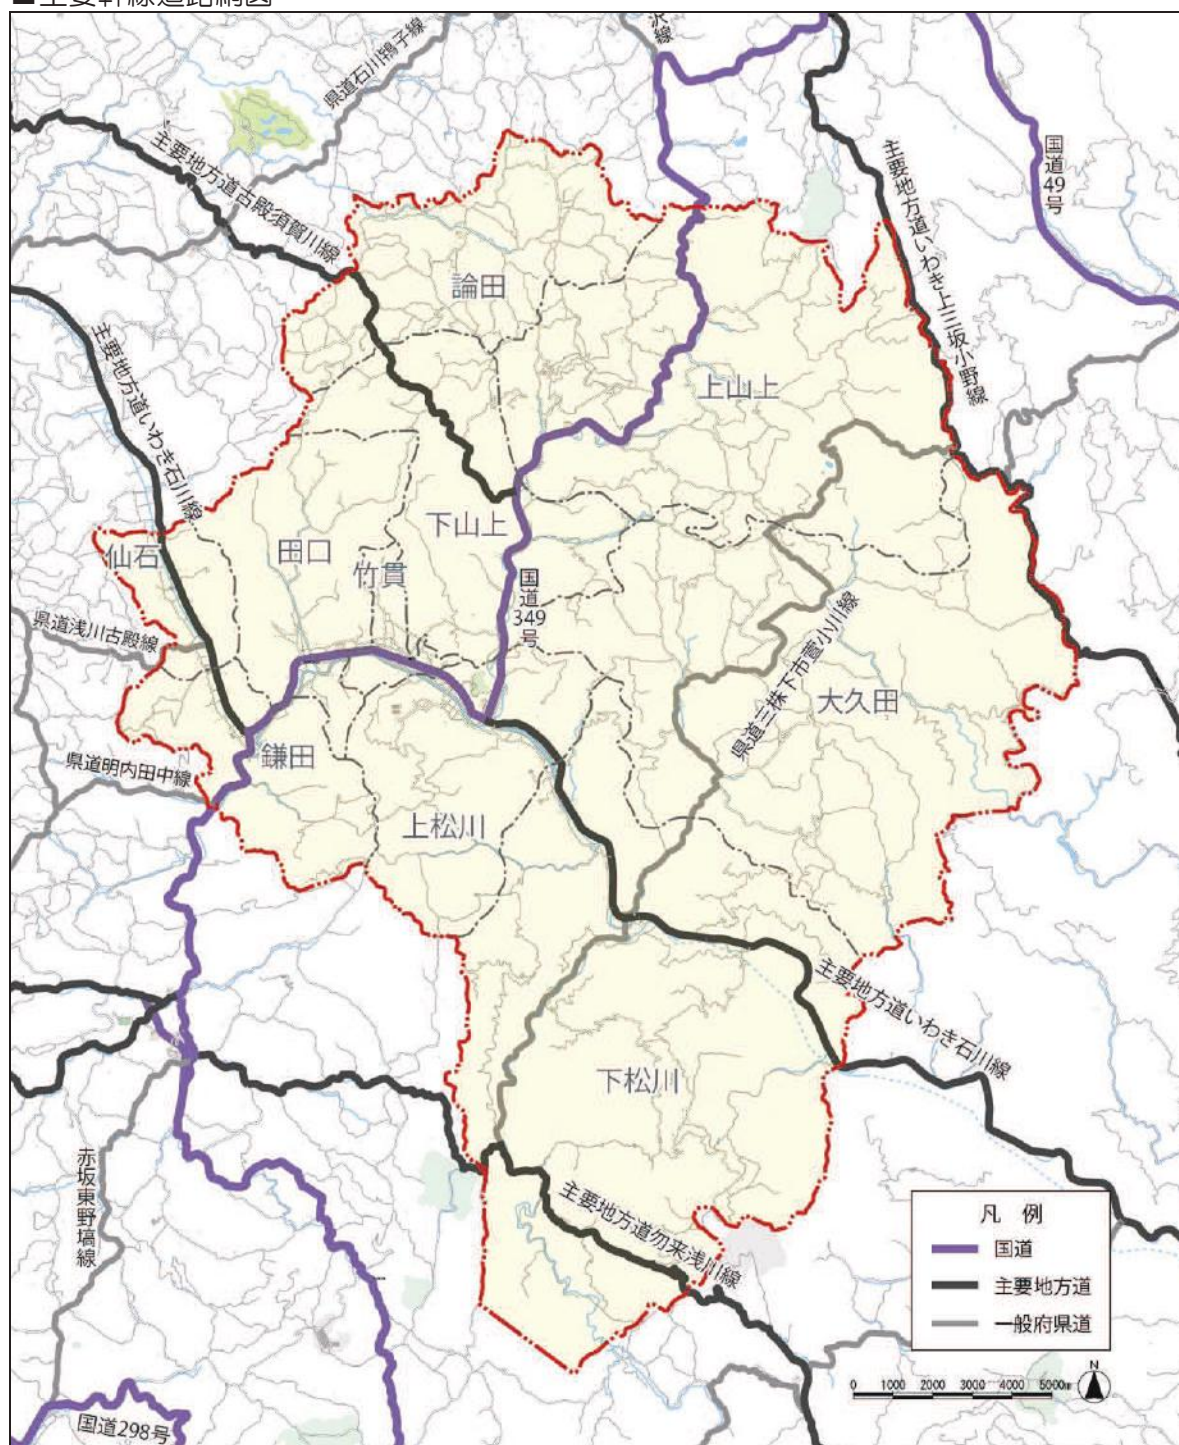 ■主要幹線道路網図
県道石川鴇子線
沢線
主要地方道古殿須賀川線
国道49号
主要地方道いわき上三坂小野線
論田
主要地方道いわき石川線
上山上
仙石
田口
下山上
竹貫
国道349号
県道浅川古殿線
県道三株下市萱小川線
大久田
県道明内田中線
鎌田
上松川
主要地方道いわき石川線
下松川
赤坂東野塙線
主要地方道勿来浅川線
凡 例
国道
主要地方道
一般府県道
N
0 1000 2000 3000 4000 5000m
国道298号